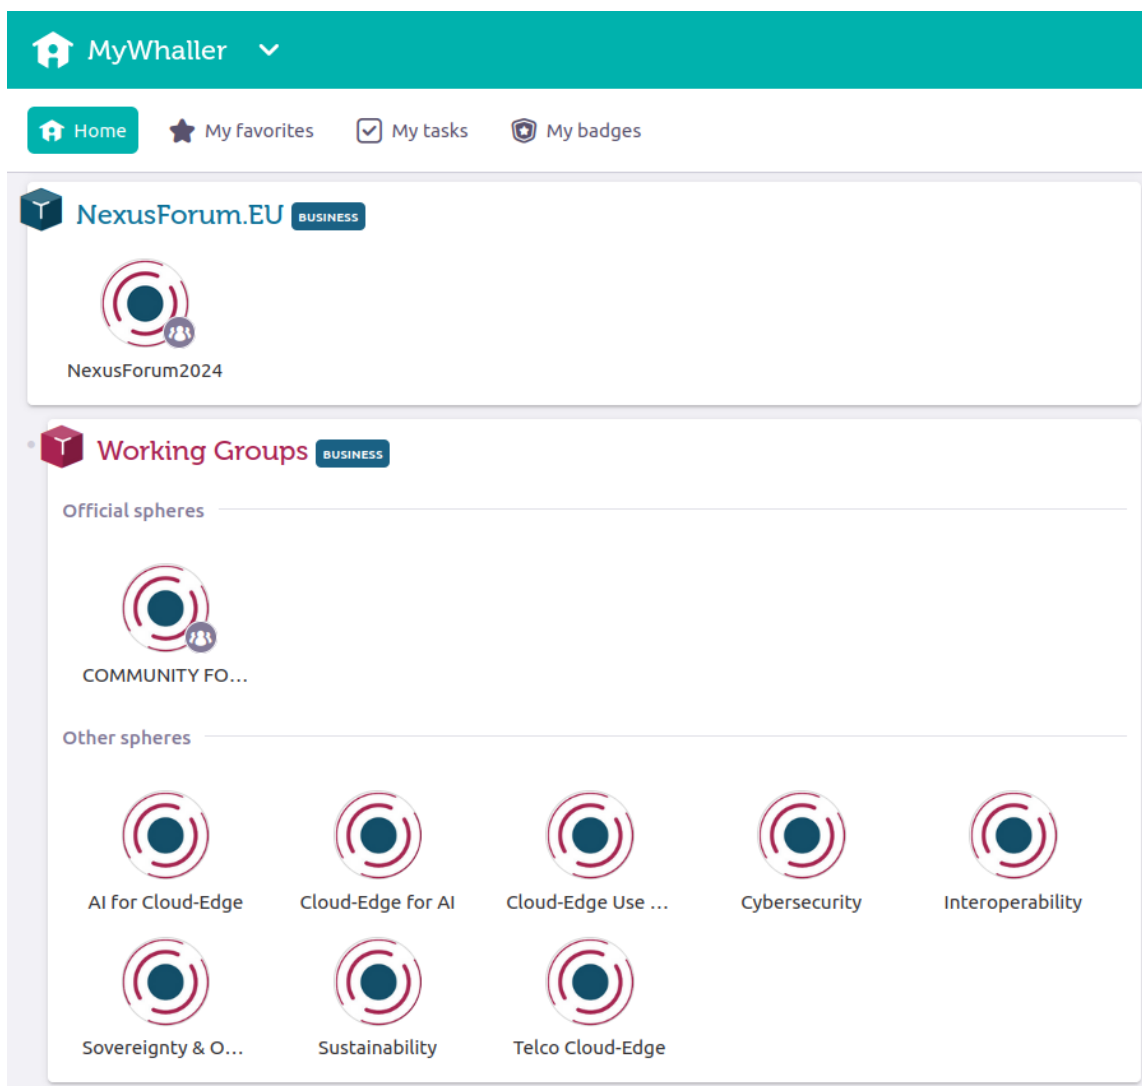 MyWhaller
Home My favorites My tasks My badges
NexusForum.EU BUSINESS
NexusForum2024
Working Groups BUSINESS
Official spheres
COMMUNITY FO...
Other spheres
AI for Cloud-Edge Cloud-Edge for AI Cloud-Edge Use ... Cybersecurity Interoperability
Sovereignty & O... Sustainability Telco Cloud-Edge